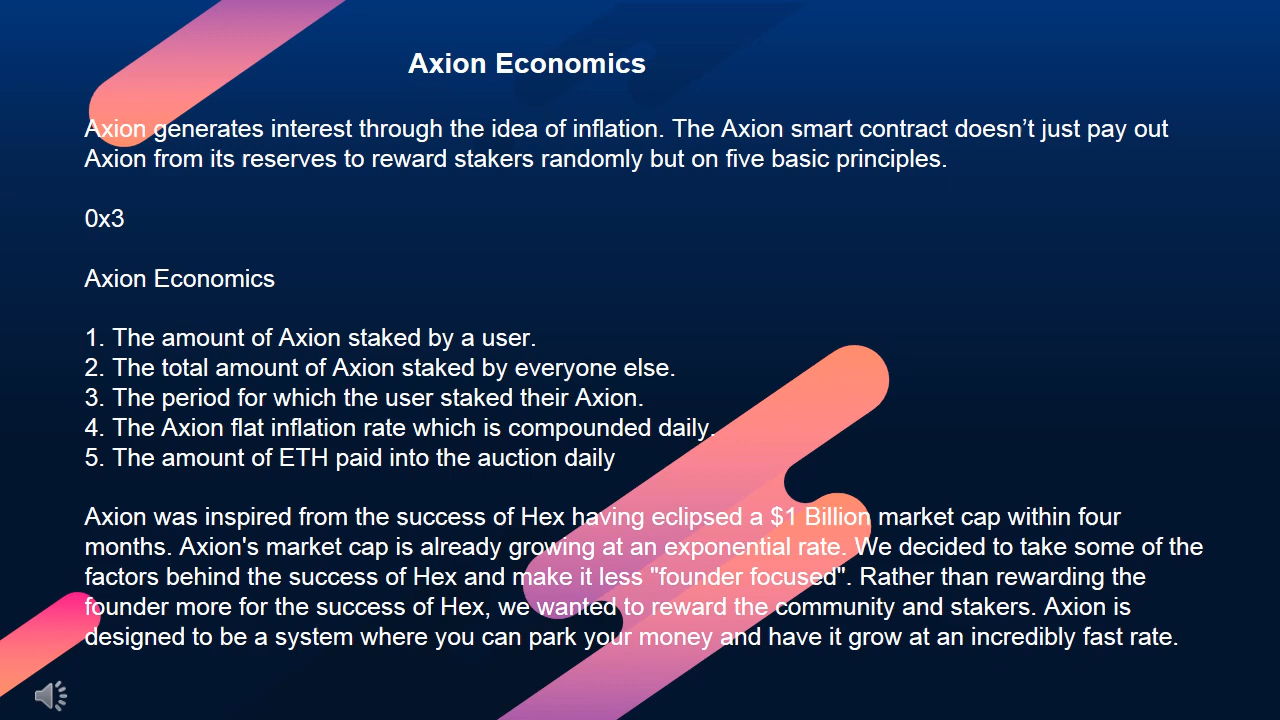 Axion Economics
Axion generates interest through the idea of inflation. The Axion smart contract doesn’t just pay out
Axion from its reserves to reward stakers randomly but on five basic principles.
0x3
Axion Economics
1. The amount of Axion staked by a user.
2. The total amount of Axion staked by everyone else.
3. The period for which the user staked their Axion.
4. The Axion flat inflation rate which is compounded daily.
5. The amount of ETH paid into the auction daily
Axion was inspired from the success of Hex having eclipsed a $1 Billion market cap within four
months. Axion's market cap is already growing at an exponential rate. We decided to take some of the
factors behind the success of Hex and make it less "founder focused". Rather than rewarding the
founder more for the success of Hex, we wanted to reward the community and stakers. Axion is
designed to be a system where you can park your money and have it grow at an incredibly fast rate.